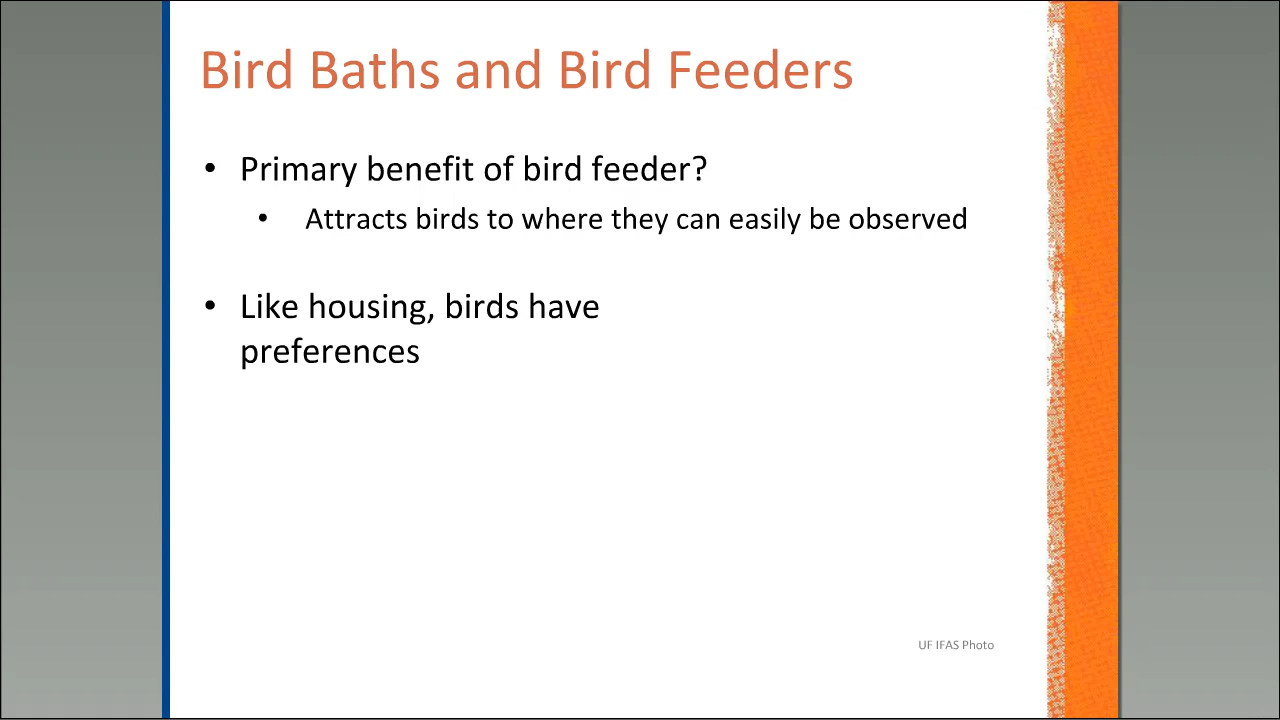 Bird Baths and Bird Feeders
• Primary benefit of bird feeder?
• Attracts birds to where they can easily be observed
• Like housing, birds have
preferences
UF IFAS Photo